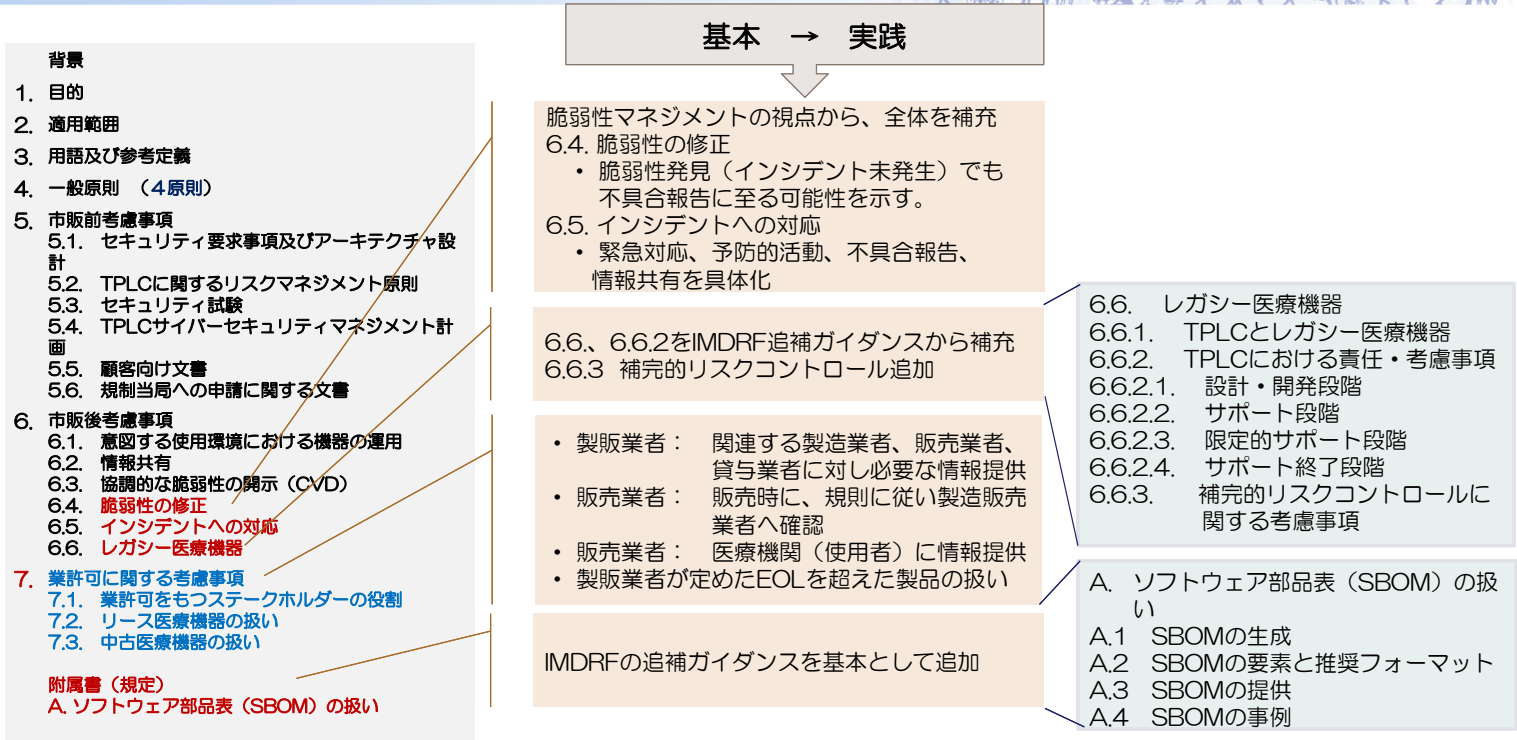 基本 → 実践
背景
1. 目的
2. 適用範囲
3. 用語及び参考定義
4. 一般原則 （４原則）
5. 市販前考慮事項
5.1. セキュリティ要求事項及びアーキテクチャ設
計
5.2. TPLCに関するリスクマネジメント原則
5.3. セキュリティ試験
5.4. TPLCサイバーセキュリティマネジメント計
画
5.5. 顧客向け文書
5.6. 規制当局への申請に関する文書
6. 市販後考慮事項
6.1. 意図する使用環境における機器の運用
6.2. 情報共有
6.3. 協調的な脆弱性の開示（CVD）
6.4. 脆弱性の修正
6.5. インシデントへの対応
6.6. レガシー医療機器
7. 業許可に関する考慮事項
7.1. 業許可をもつステークホルダーの役割
7.2. リース医療機器の扱い
7.3. 中古医療機器の扱い
附属書（規定）
A. ソフトウェア部品表（SBOM）の扱い
脆弱性マネジメントの視点から、全体を補充
6.4. 脆弱性の修正
• 脆弱性発見（インシデント未発生）でも
不具合報告に至る可能性を示す。
6.5. インシデントへの対応
• 緊急対応、予防的活動、不具合報告、
情報共有を具体化
6.6.、6.6.2をIMDRF追補ガイダンスから補充
6.6.3 補完的リスクコントロール追加
• 製販業者： 関連する製造業者、販売業者、
貸与業者に対し必要な情報提供
• 販売業者： 販売時に、規則に従い製造販売
業者へ確認
• 販売業者： 医療機関（使用者）に情報提供
• 製販業者が定めたEOLを超えた製品の扱い
IMDRFの追補ガイダンスを基本として追加
6.6. レガシー医療機器
6.6.1. TPLCとレガシー医療機器
6.6.2. TPLCにおける責任・考慮事項
6.6.2.1. 設計・開発段階
6.6.2.2. サポート段階
6.6.2.3. 限定的サポート段階
6.6.2.4. サポート終了段階
6.6.3. 補完的リスクコントロールに
関する考慮事項
A. ソフトウェア部品表（SBOM）の扱
い
A.1 SBOMの生成
A.2 SBOMの要素と推奨フォーマット
A.3 SBOMの提供
A.4 SBOMの事例